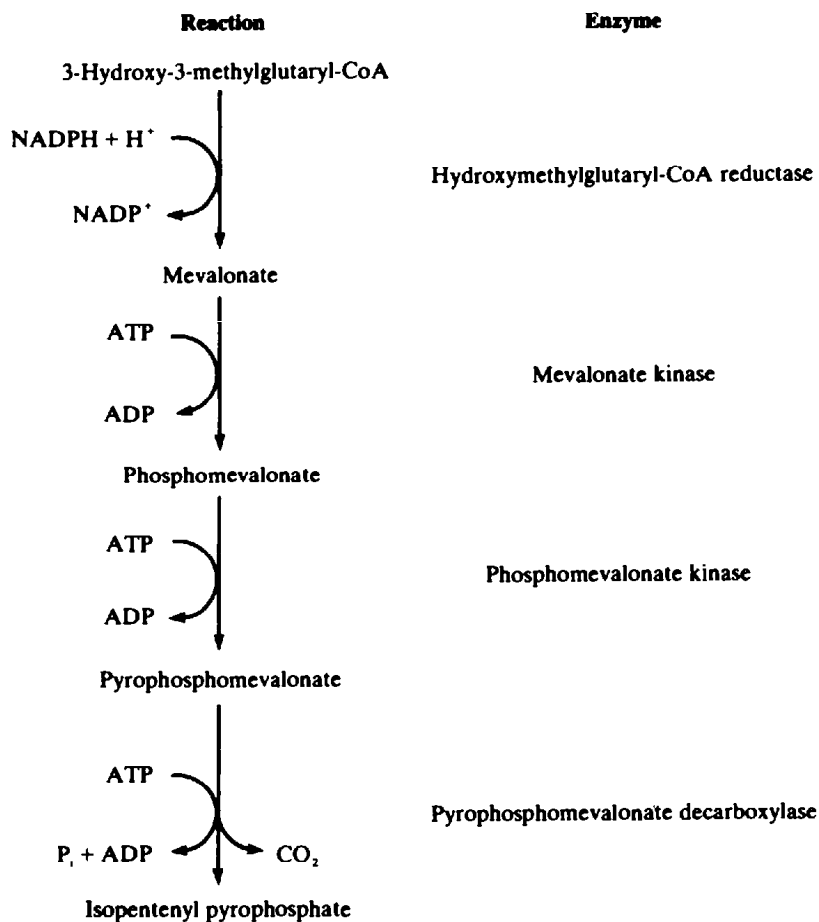 Reaction Enzyme
3-Hydroxy-3-methylglutaryl-CoA
NADPH + H⁺
Hydroxymethylglutaryl-CoA reductase
NADP⁺
Mevalonate
ATP
Mevalonate kinase
ADP
Phosphomevalonate
ATP
Phosphomevalonate kinase
ADP
Pyrophosphomevalonate
ATP
Pyrophosphomevalonate decarboxylase
Pᵢ + ADP CO₂
Isopentenyl pyrophosphate